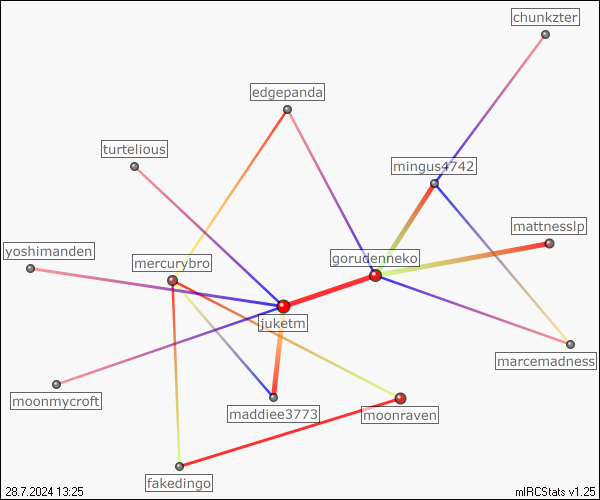 chunkzter
edgepanda
turtelious
mingus4742
mattnesslp
yoshimanden
mercurybro
gorudenneko
juketm
marcemadness
moonmycroft
maddiee3773
moonraven
fakedingo
28.7.2024 13:25
mIRCStats v1.25